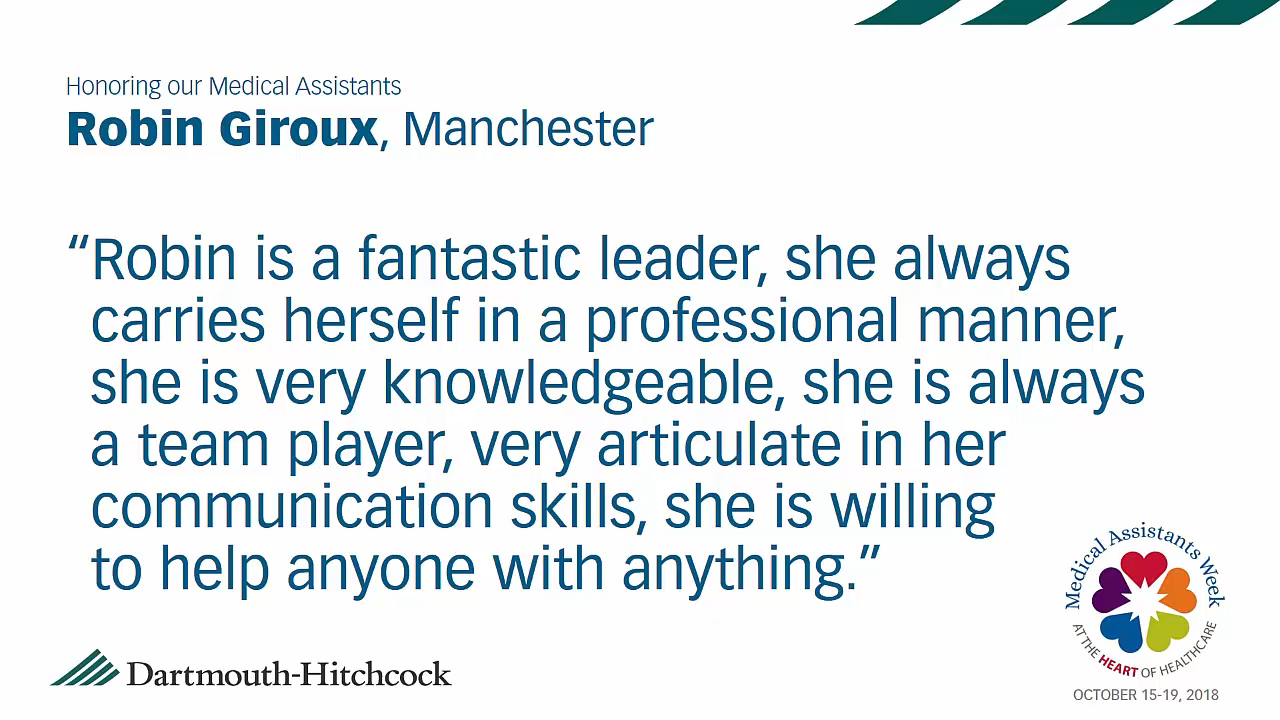 Honoring our Medical Assistants
Robin Giroux, Manchester
“Robin is a fantastic leader, she always
carries herself in a professional manner,
she is very knowledgeable, she is always
a team player, very articulate in her
communication skills, she is willing
to help anyone with anything.”
Dartmouth-Hitchcock
Medical Assistants Week
AT THE HEART OF HEALTHCARE
OCTOBER 15-19, 2018